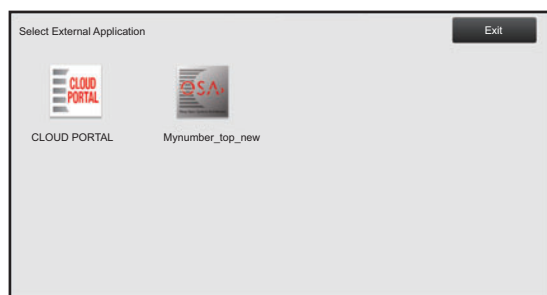 Select External Application
Exit
CLOUD
PORTAL
OSA
CLOUD PORTAL
Mynumber_top_new